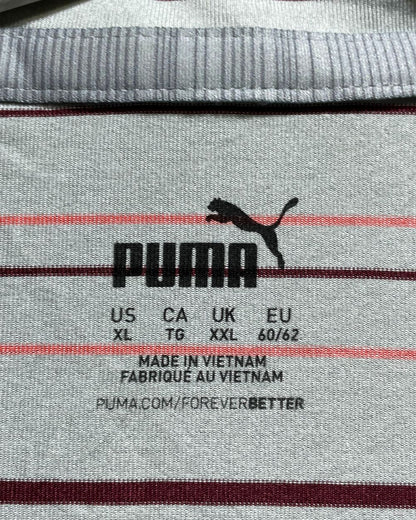 PUMA
US CA UK EU
XL TG XXL 60/62
MADE IN VIETNAM
FABRIQUÉ AU VIETNAM
PUMA.COM/FOREVERBETTER